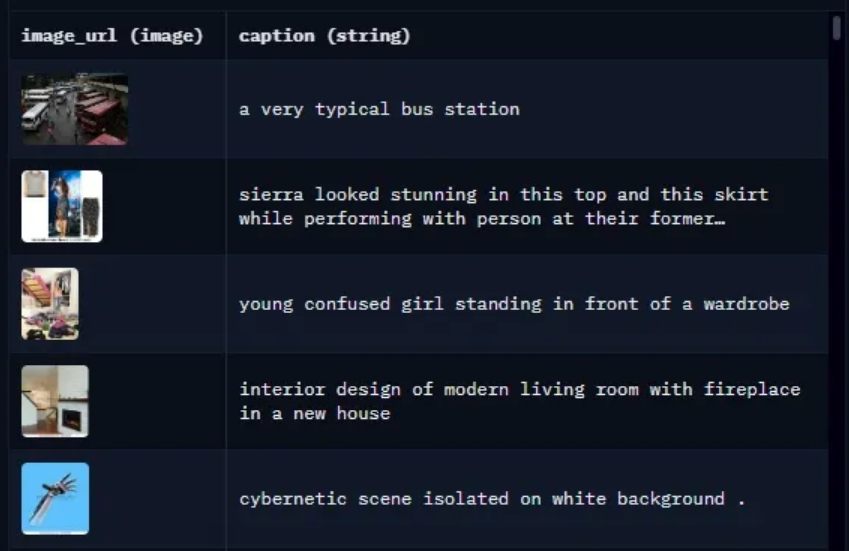 image_url (image) caption (string)
a very typical bus station
sierra looked stunning in this top and this skirt
while performing with person at their former…
young confused girl standing in front of a wardrobe
interior design of modern living room with fireplace
in a new house
cybernetic scene isolated on white background .